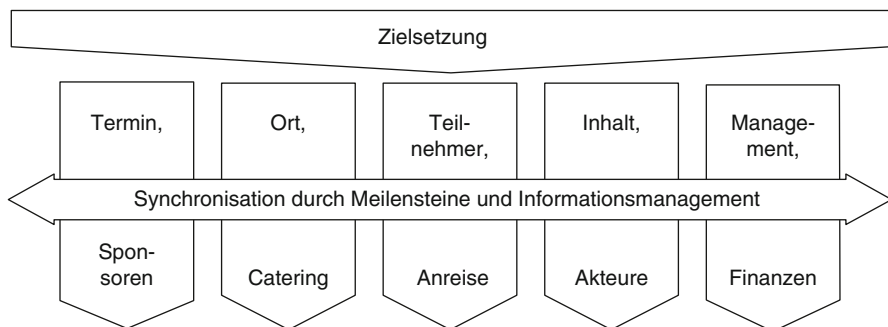 Zielsetzung
Termin,
Ort,
Teil-
nehmer,
Inhalt,
Manage-
ment,
Synchronisation durch Meilensteine und Informationsmanagement
Spon-
soren
Catering
Anreise
Akteure
Finanzen